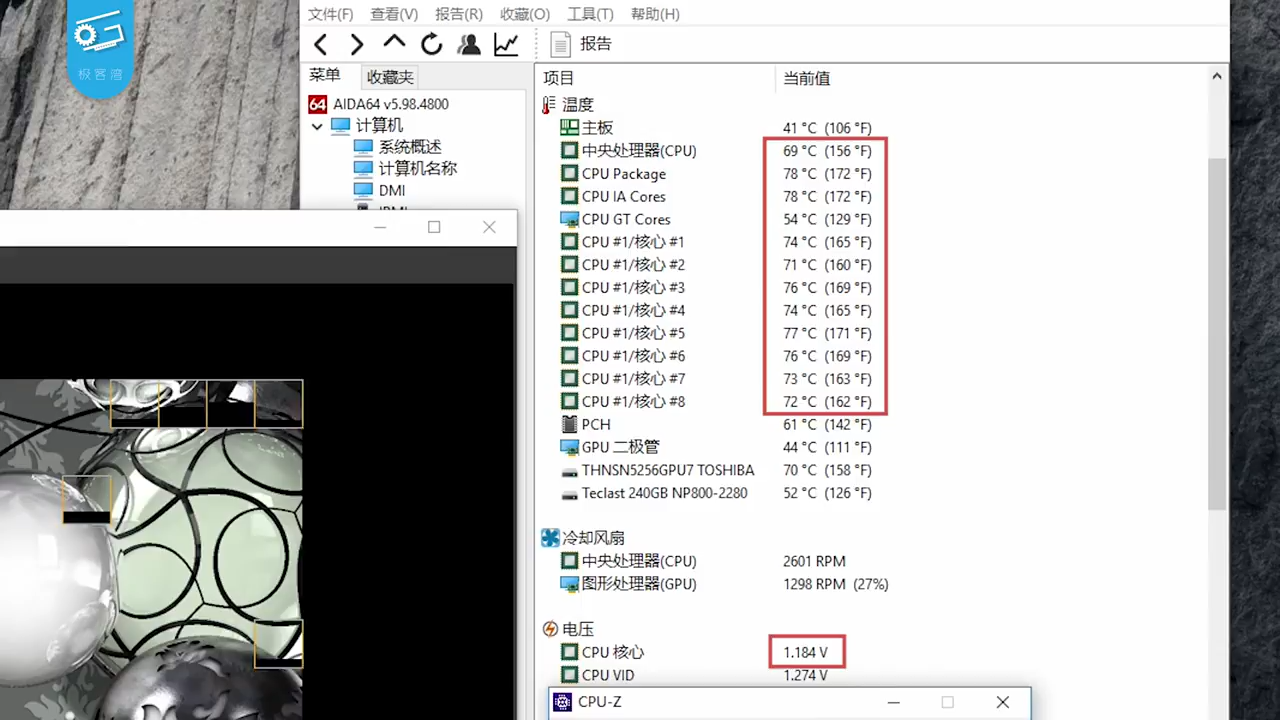 极客湾
文件(F) 查看(V) 报告(R) 收藏(O) 工具(T) 帮助(H)
报告
菜单 收藏夹
64 AIDA64 v5.98.4800
计算机
系统概述
计算机名称
DMI
项目 当前值
温度
主板 41 °C (106 °F)
中央处理器(CPU) 69 °C (156 °F)
CPU Package 78 °C (172 °F)
CPU IA Cores 78 °C (172 °F)
CPU GT Cores 54 °C (129 °F)
CPU #1/核心 #1 74 °C (165 °F)
CPU #1/核心 #2 71 °C (160 °F)
CPU #1/核心 #3 76 °C (169 °F)
CPU #1/核心 #4 74 °C (165 °F)
CPU #1/核心 #5 77 °C (171 °F)
CPU #1/核心 #6 76 °C (169 °F)
CPU #1/核心 #7 73 °C (163 °F)
CPU #1/核心 #8 72 °C (162 °F)
PCH 61 °C (142 °F)
GPU 二极管 44 °C (111 °F)
THNSN5256GPU7 TOSHIBA 70 °C (158 °F)
Teclast 240GB NP800-2280 52 °C (126 °F)
冷却风扇
中央处理器(CPU) 2601 RPM
图形处理器(GPU) 1298 RPM (27%)
电压
CPU 核心 1.184 V
CPU VID 1.274 V
CPU-Z